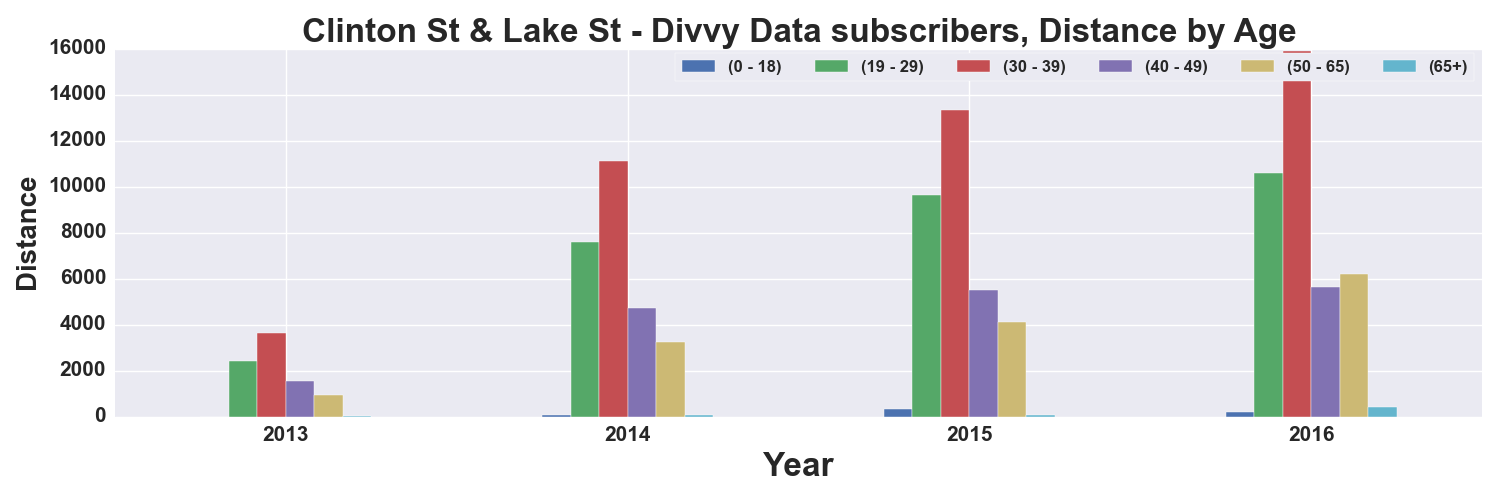 Clinton St & Lake St - Divvy Data subscribers, Distance by Age
(0 - 18) (19 - 29) (30 - 39) (40 - 49) (50 - 65) (65+)
16000
14000
12000
10000
8000
6000
4000
2000
0
Distance
2013 2014 2015 2016
Year